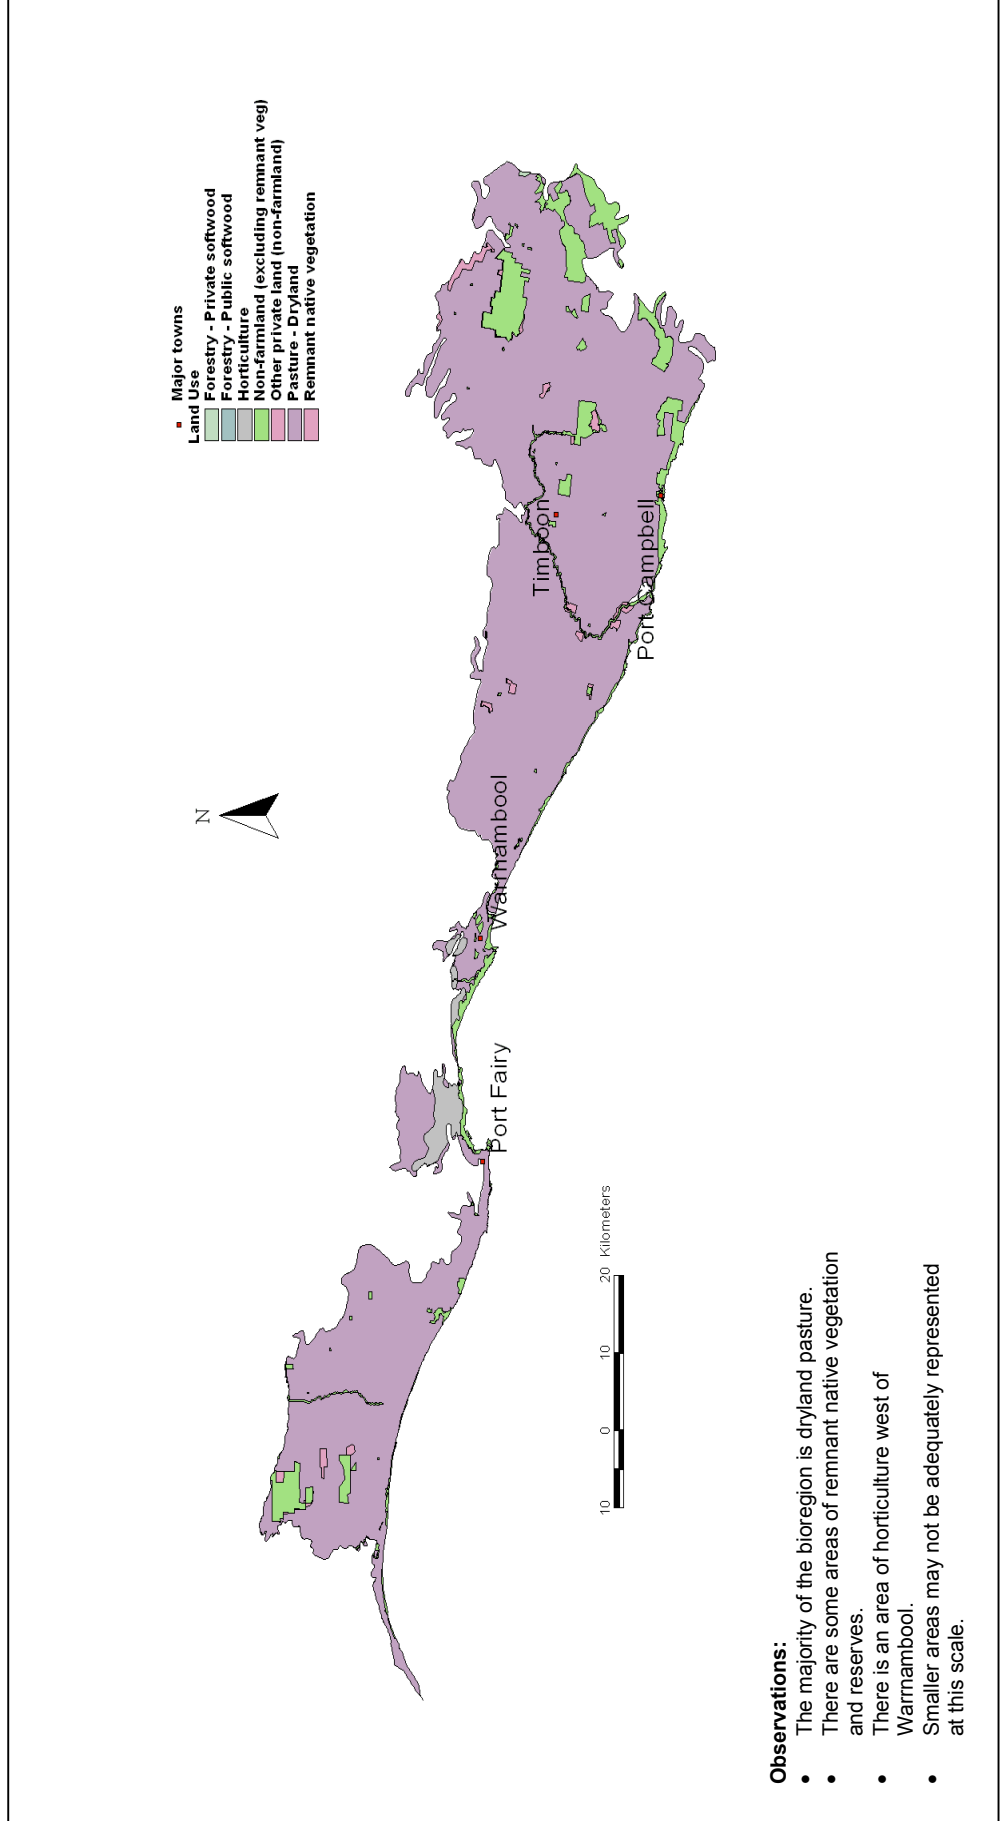 Major towns
Land Use
Forestry - Private softwood
Forestry - Public softwood
Horticulture
Non-farmland (excluding remnant veg)
Other private land (non-farmland)
Pasture - Dryland
Remnant native vegetation
N
Timboon
Port Campbell
Warrnambool
Port Fairy
10 0 10 20 Kilometers
Observations:
• The majority of the bioregion is dryland pasture.
• There are some areas of remnant native vegetation
and reserves.
• There is an area of horticulture west of
Warrnambool.
• Smaller areas may not be adequately represented
at this scale.